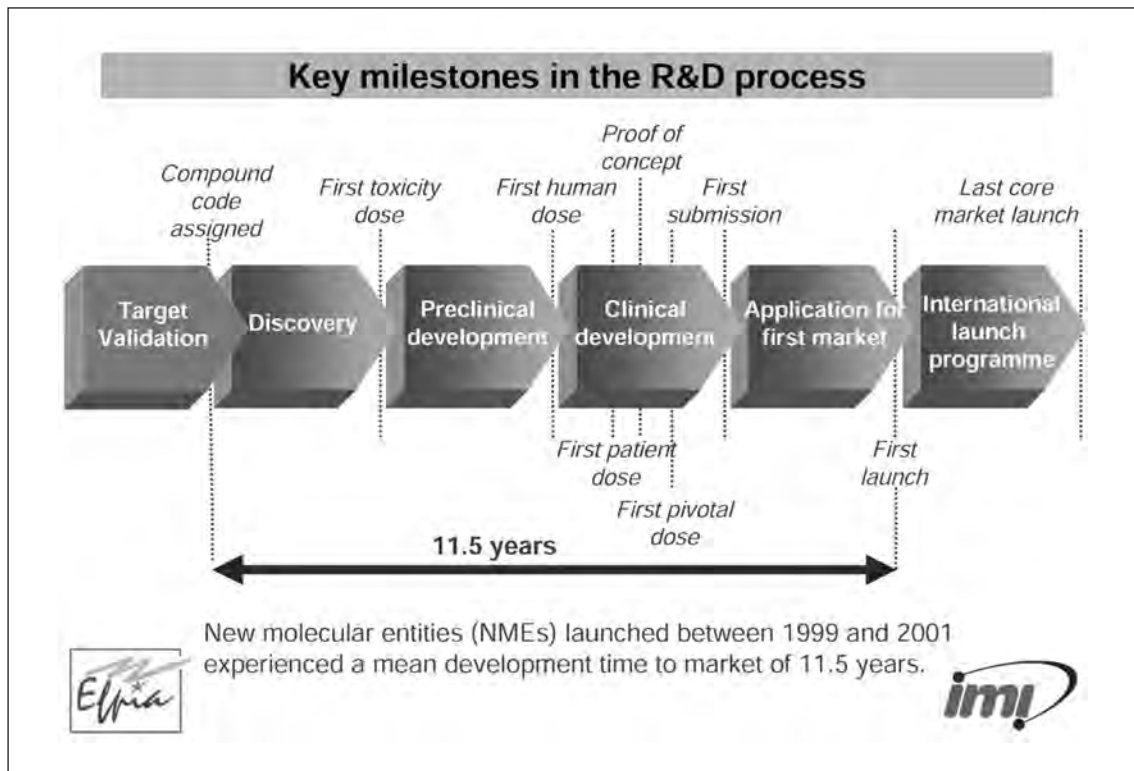 Key milestones in the R&D process
Proof of
concept
Compound
code
assigned
First toxicity
dose
First human
dose
First
submission
Last core
market launch
Target
Validation
Discovery
Preclinical
development
Clinical
development
Application for
first market
International
launch
programme
First patient
dose
First
launch
First pivotal
dose
11.5 years
New molecular entities (NMEs) launched between 1999 and 2001
experienced a mean development time to market of 11.5 years.
Efpia
imi